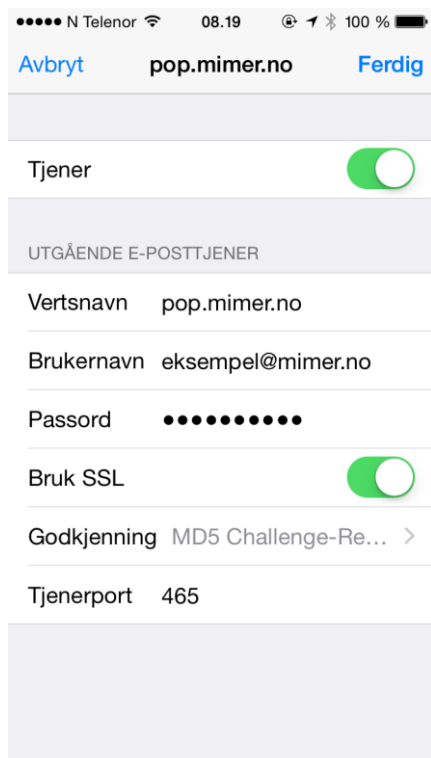 N Telenor 08.19 100 %
Avbryt pop.mimer.no Ferdig
Tjener
UTGÅENDE E-POSTTJENER
Vertsnavn pop.mimer.no
Brukernavn eksempel@mimer.no
Passord ●●●●●●●●●●
Bruk SSL
Godkjenning MD5 Challenge-Re...
Tjenerport 465